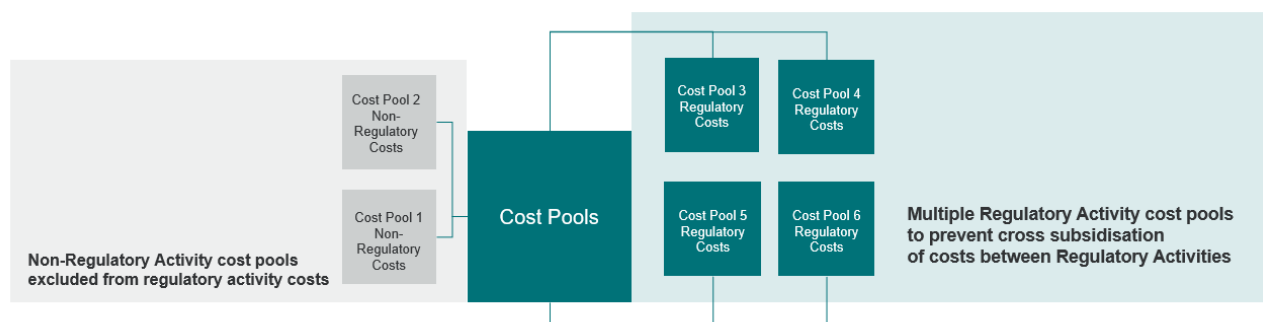 Cost Pool 2
Non-
Regulatory
Costs
Cost Pool 1
Non-
Regulatory
Costs
Non-Regulatory Activity cost pools
excluded from regulatory activity costs
Cost Pools
Cost Pool 3
Regulatory
Costs
Cost Pool 4
Regulatory
Costs
Cost Pool 5
Regulatory
Costs
Cost Pool 6
Regulatory
Costs
Multiple Regulatory Activity cost pools
to prevent cross subsidisation
of costs between Regulatory Activities